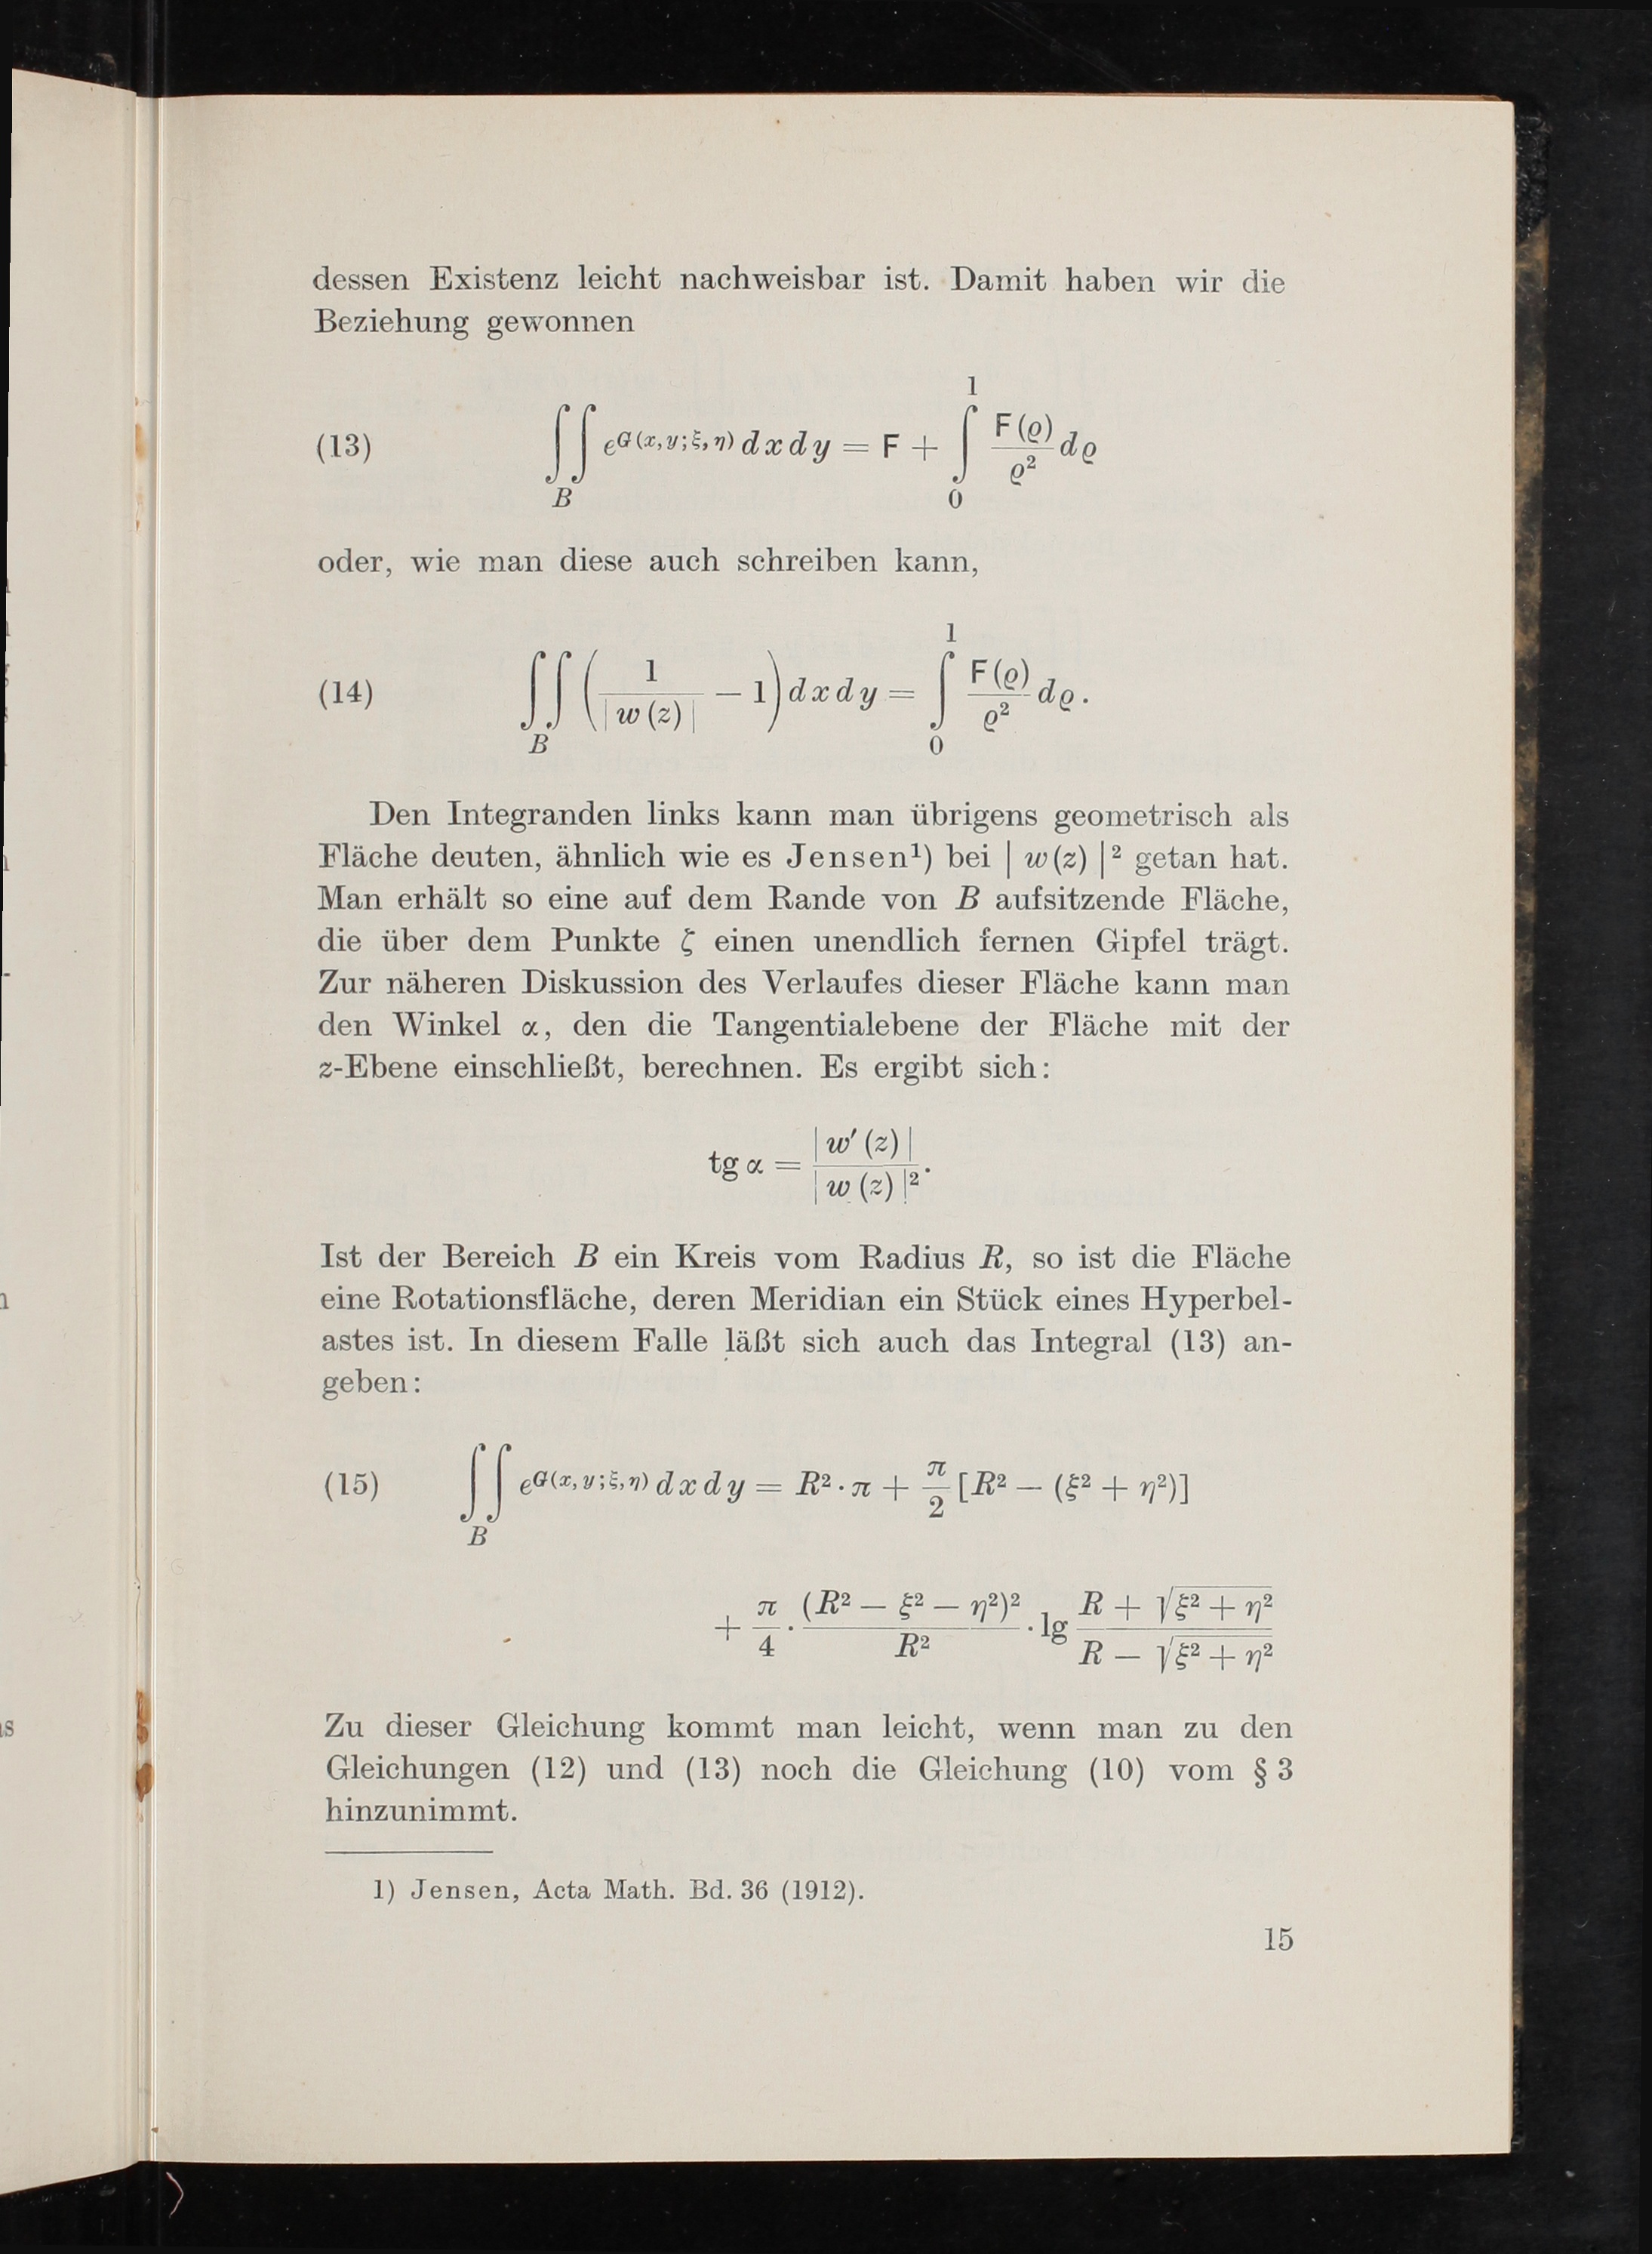 dessen Existenz leicht nachweisbar ist. Damit haben wir die
Beziehung gewonnen
(13) ∬_B e^{G(x, y; ξ, η)} dx dy = F + ∫_0^1 F(ϱ)/ϱ² dϱ
oder, wie man diese auch schreiben kann,
(14) ∬_B (1/|w(z)| − 1) dx dy = ∫_0^1 F(ϱ)/ϱ² dϱ.
Den Integranden links kann man übrigens geometrisch als
Fläche deuten, ähnlich wie es Jensen¹) bei | w(z) |² getan hat.
Man erhält so eine auf dem Rande von B aufsitzende Fläche,
die über dem Punkte ζ einen unendlich fernen Gipfel trägt.
Zur näheren Diskussion des Verlaufes dieser Fläche kann man
den Winkel α, den die Tangentialebene der Fläche mit der
z-Ebene einschließt, berechnen. Es ergibt sich:
tg α = | w′ (z) | / | w (z) |².
Ist der Bereich B ein Kreis vom Radius R, so ist die Fläche
eine Rotationsfläche, deren Meridian ein Stück eines Hyperbel-
astes ist. In diesem Falle läßt sich auch das Integral (13) an-
geben:
(15) ∬_B e^{G(x, y; ξ, η)} dx dy = R² · π + π/2 [R² − (ξ² + η²)]
+ π/4 · (R² − ξ² − η²)²/R² · lg (R + √(ξ² + η²))/(R − √(ξ² + η²))
Zu dieser Gleichung kommt man leicht, wenn man zu den
Gleichungen (12) und (13) noch die Gleichung (10) vom § 3
hinzunimmt.
1) Jensen, Acta Math. Bd. 36 (1912).
15